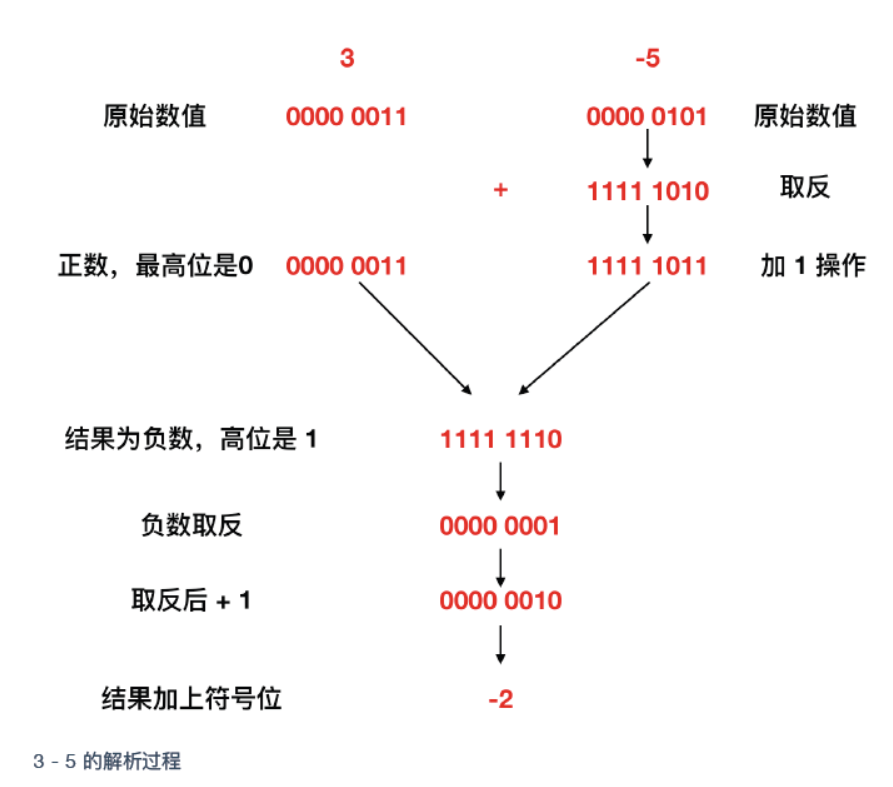 3 -5
原始数值 0000 0011 0000 0101 原始数值
+ 1111 1010 取反
正数，最高位是0 0000 0011 1111 1011 加 1 操作
结果为负数，高位是 1 1111 1110
负数取反 0000 0001
取反后 + 1 0000 0010
结果加上符号位 -2
3 - 5 的解析过程